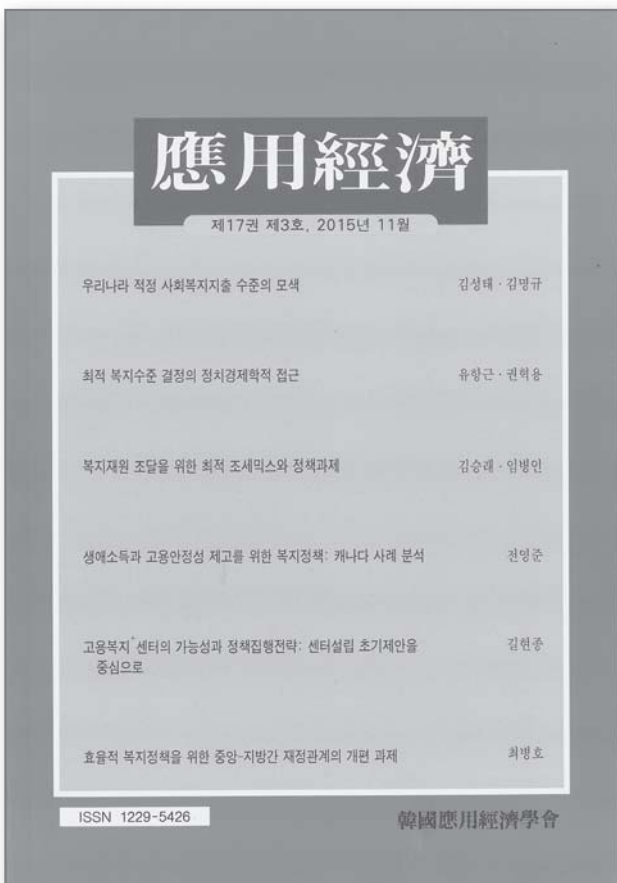 應用經濟
제17권 제3호, 2015년 11월
우리나라 적정 사회복지지출 수준의 모색 김상태·김명규
최적 복지수준 결정의 정치경제학적 접근 유항근·권혁용
복지재원 조달을 위한 최적 조세믹스와 정책과제 김승래·임병인
생애소득과 고용안정성 제고를 위한 복지정책: 캐나다 사례 분석 전영준
고용복지⁺센터의 가능성과 정책집행전략: 센터설립 초기제안을 길현종
중심으로
효율적 복지정책을 위한 중앙-지방간 재정관계의 개편 과제 최병호
ISSN 1229-5426
韓國應用經濟學會